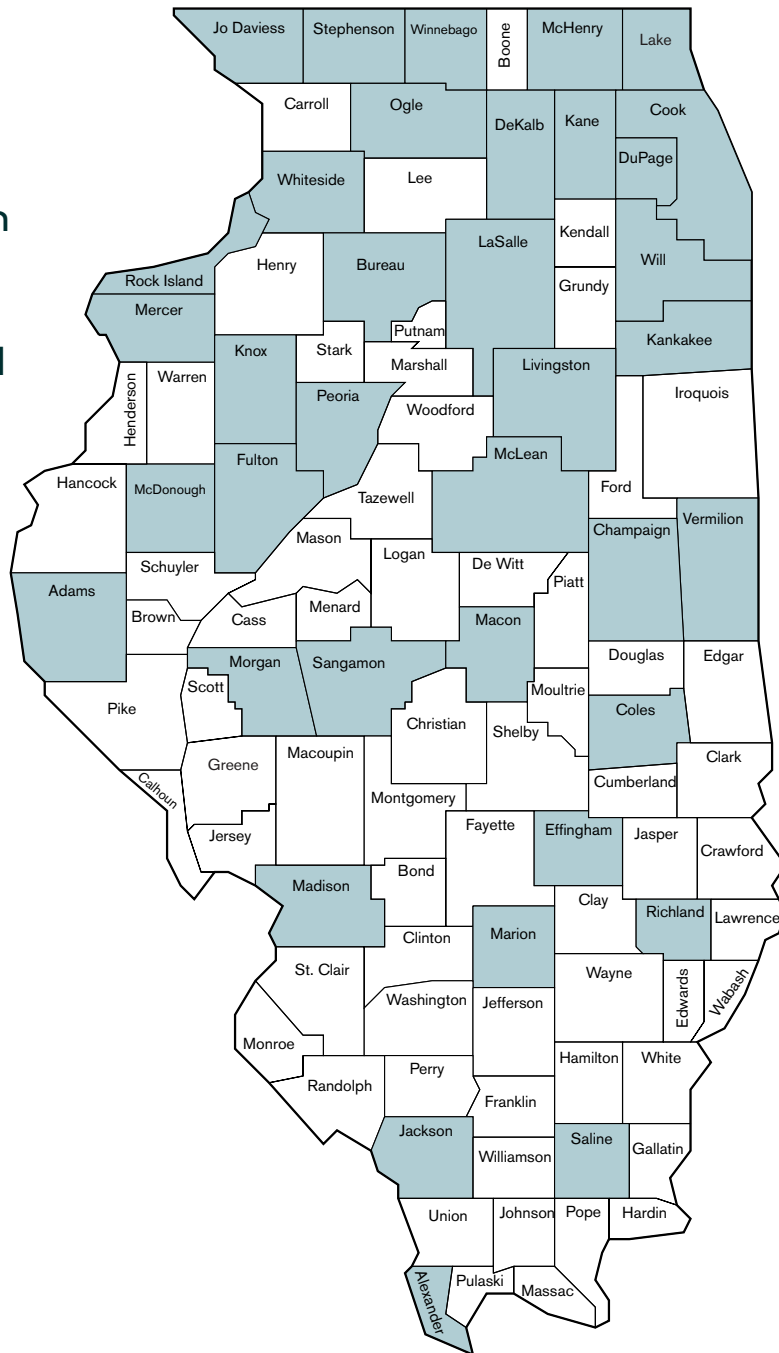 Jo Daviess
Stephenson
Winnebago
Boone
McHenry
Lake
Carroll
Ogle
DeKalb
Kane
Cook
DuPage
Whiteside
Lee
Kendall
LaSalle
Will
Henry
Bureau
Rock Island
Grundy
Mercer
Putnam
Kankakee
Knox
Stark
Marshall
Livingston
Warren
Henderson
Peoria
Iroquois
Woodford
Fulton
McLean
Hancock
McDonough
Tazewell
Ford
Vermilion
Champaign
Mason
Logan
De Witt
Schuyler
Piatt
Adams
Menard
Brown
Cass
Macon
Douglas
Edgar
Morgan
Sangamon
Scott
Moultrie
Pike
Christian
Coles
Shelby
Macoupin
Greene
Clark
Calhoun
Cumberland
Montgomery
Fayette
Effingham
Jasper
Jersey
Crawford
Bond
Madison
Clay
Richland
Lawrence
Clinton
Marion
St. Clair
Wayne
Edwards
Wabash
Washington
Jefferson
Monroe
Hamilton
White
Perry
Randolph
Franklin
Jackson
Saline
Williamson
Gallatin
Union
Johnson
Pope
Hardin
Alexander
Pulaski
Massac